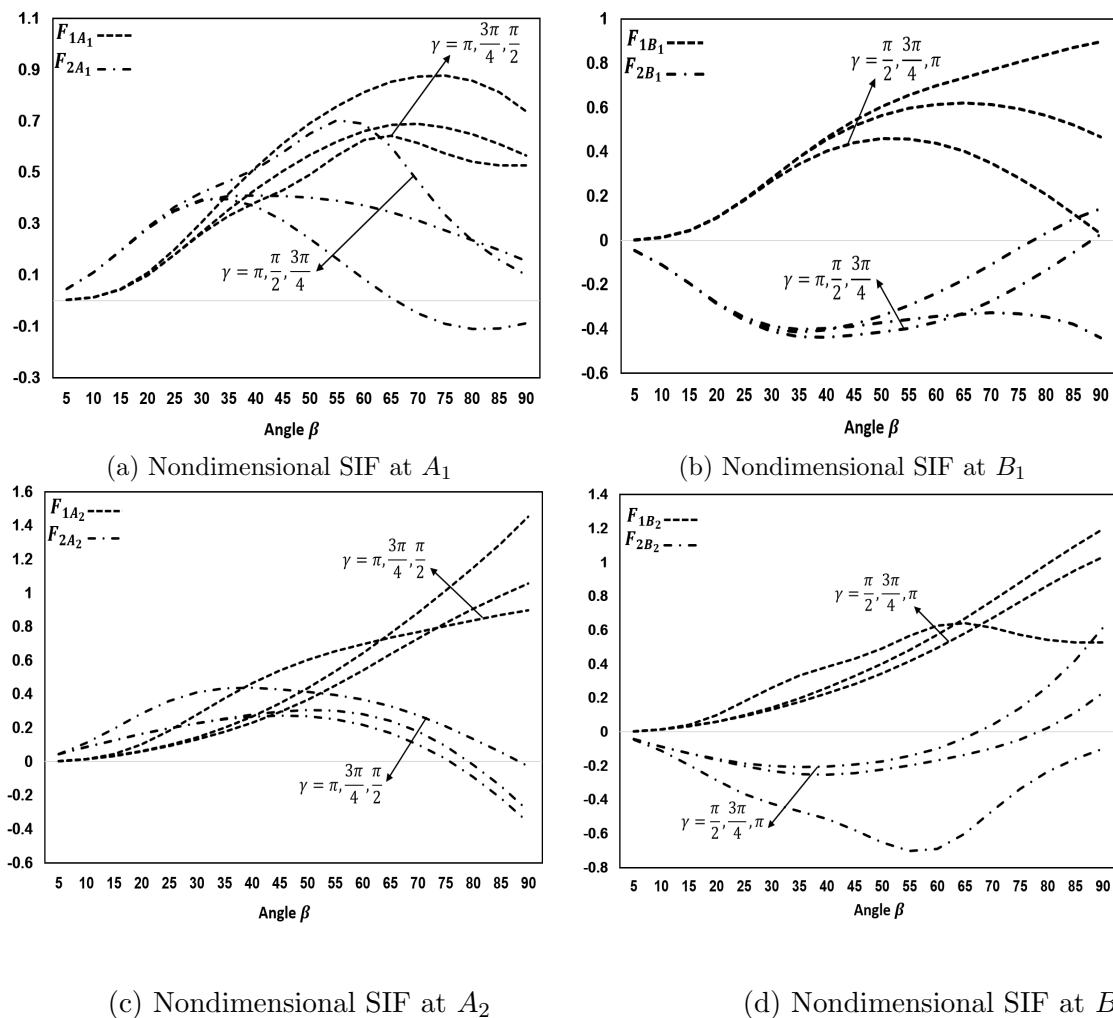 1.1
0.9
0.7
0.5
0.3
0.1
-0.1
-0.3
F1A1
F2A1
γ = π, 3π/4, π/2
γ = π, π/2, 3π/4
5 10 15 20 25 30 35 40 45 50 55 60 65 70 75 80 85 90
Angle β
(a) Nondimensional SIF at A1
1
0.8
0.6
0.4
0.2
0
-0.2
-0.4
-0.6
F1B1
F2B1
γ = π/2, 3π/4, π
γ = π, π/2, 3π/4
5 10 15 20 25 30 35 40 45 50 55 60 65 70 75 80 85 90
Angle β
(b) Nondimensional SIF at B1
1.6
1.4
1.2
1
0.8
0.6
0.4
0.2
0
-0.2
-0.4
-0.6
F1A2
F2A2
γ = π, 3π/4, π/2
γ = π, 3π/4, π/2
5 10 15 20 25 30 35 40 45 50 55 60 65 70 75 80 85 90
Angle β
(c) Nondimensional SIF at A2
1.4
1.2
1
0.8
0.6
0.4
0.2
0
-0.2
-0.4
-0.6
-0.8
F1B2
F2B2
γ = π/2, 3π/4, π
γ = π/2, 3π/4, π
5 10 15 20 25 30 35 40 45 50 55 60 65 70 75 80 85 90
Angle β
(d) Nondimensional SIF at B